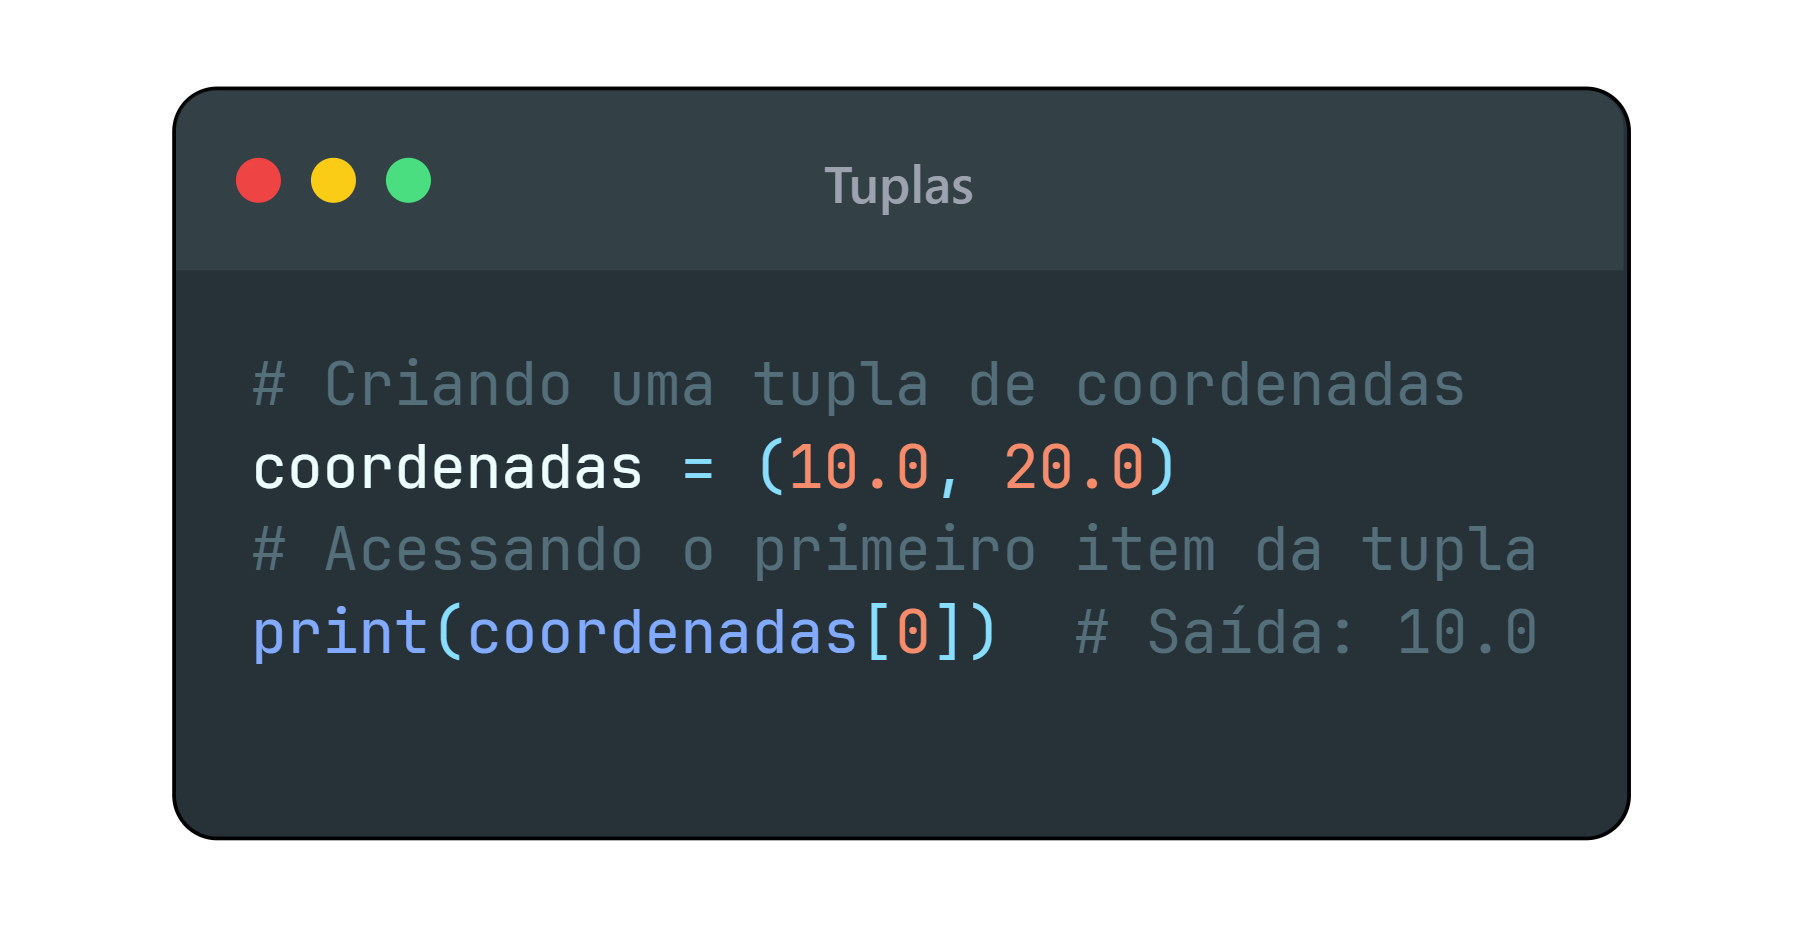 Tuplas
# Criando uma tupla de coordenadas
coordenadas = (10.0, 20.0)
# Acessando o primeiro item da tupla
print(coordenadas[0])  # Saída: 10.0